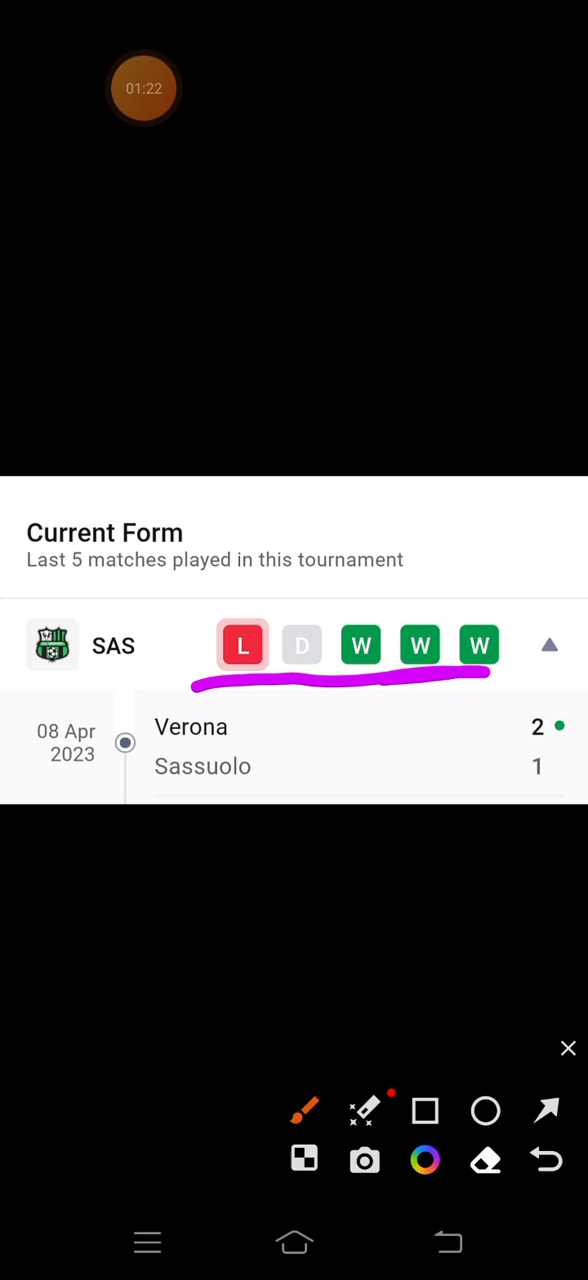 01:22
Current Form
Last 5 matches played in this tournament
SAS L D W W W
08 Apr
2023
Verona 2
Sassuolo 1